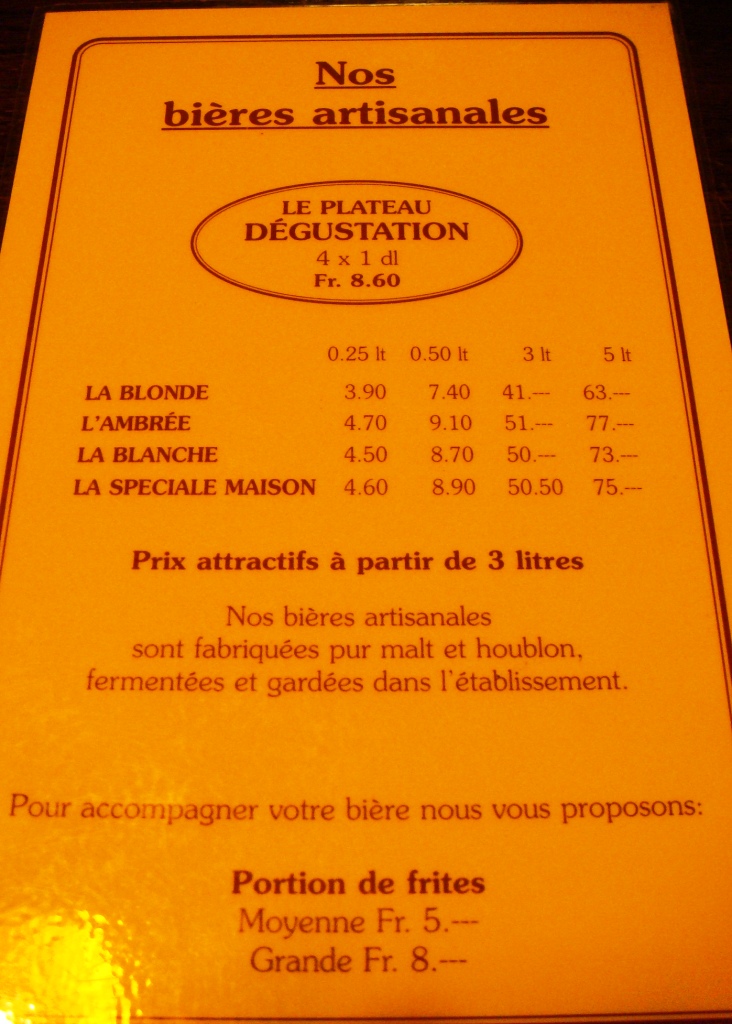 Nos
bières artisanales
LE PLATEAU
DÉGUSTATION
4 x 1 dl
Fr. 8.60
0.25 lt 0.50 lt 3 lt 5 lt
LA BLONDE 3.90 7.40 41.--- 63.---
L'AMBRÉE 4.70 9.10 51.--- 77.---
LA BLANCHE 4.50 8.70 50.--- 73.---
LA SPECIALE MAISON 4.60 8.90 50.50 75.---
Prix attractifs à partir de 3 litres
Nos bières artisanales
sont fabriquées pur malt et houblon,
fermentées et gardées dans l'établissement.
Pour accompagner votre bière nous vous proposons:
Portion de frites
Moyenne Fr. 5.---
Grande Fr. 8.---